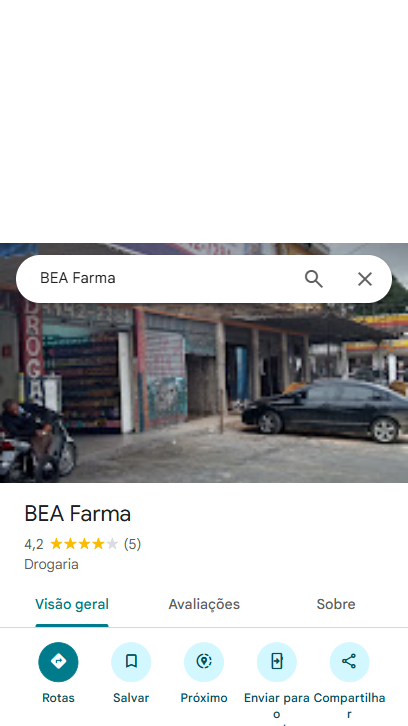 BEA Farma
DROGA
BEA Farma
4,2 (5)
Drogaria
Visão geral
Avaliações
Sobre
Rotas
Salvar
Próximo
Enviar para o
Compartilhar